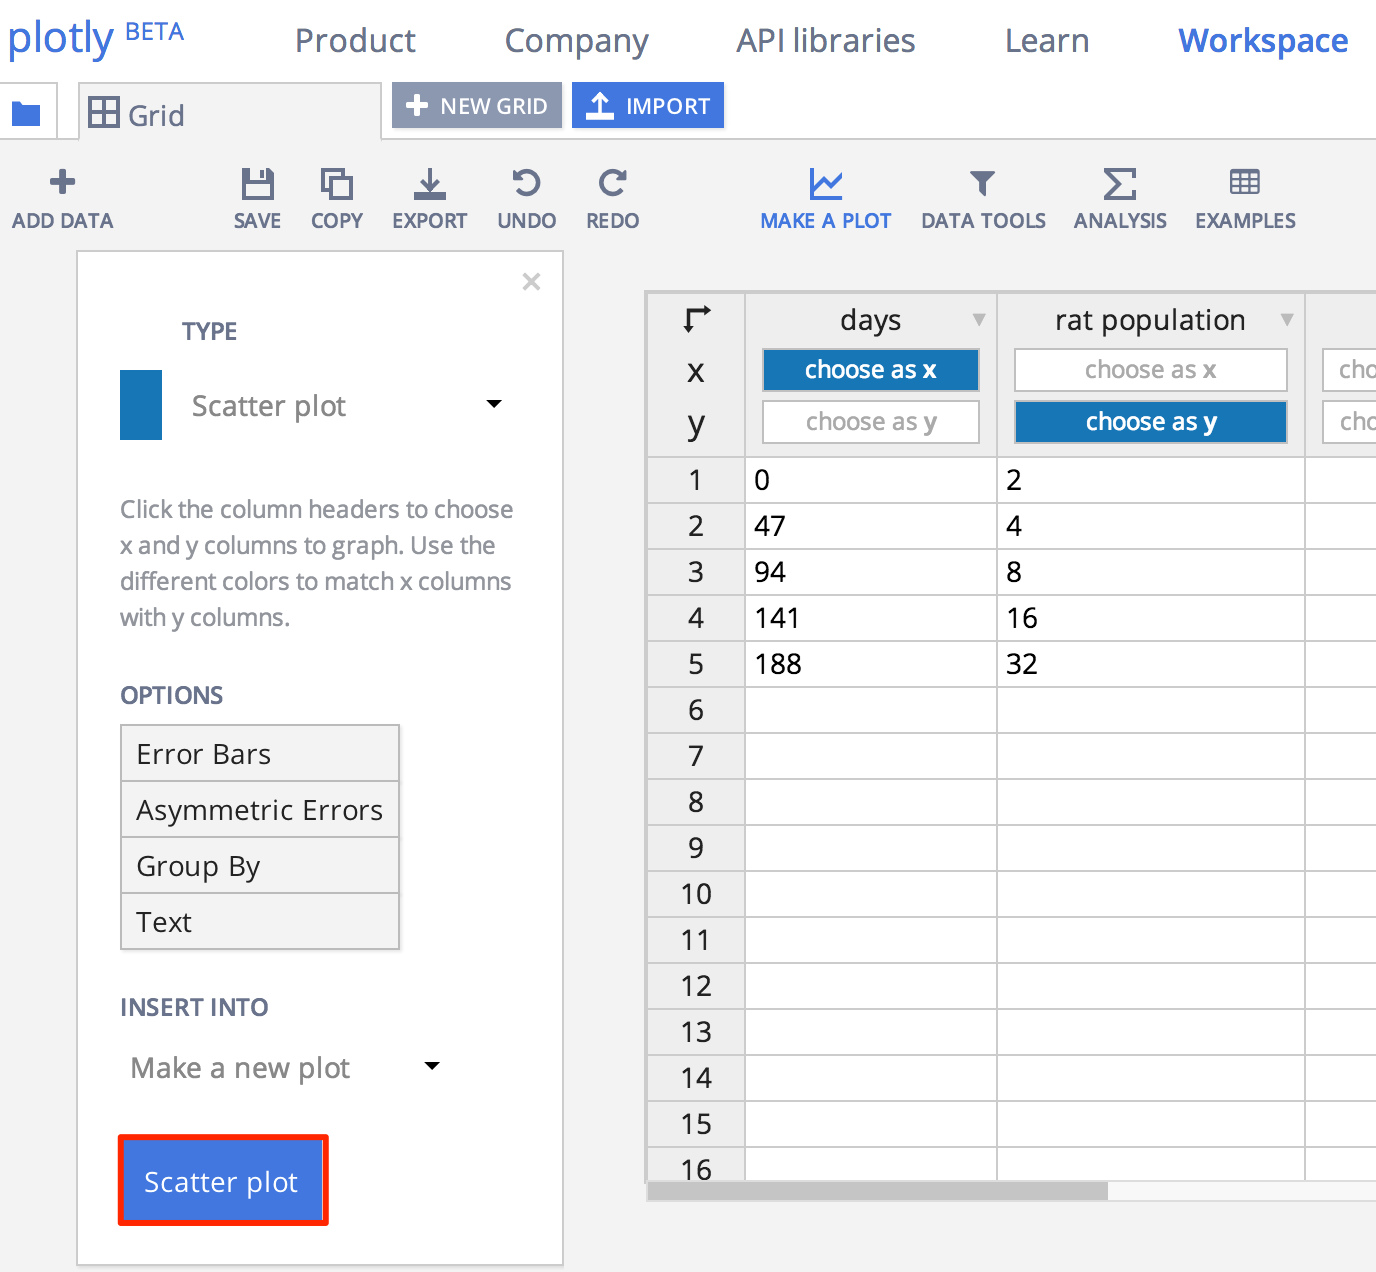 plotly BETA Product Company API libraries Learn Workspace
Grid NEW GRID IMPORT
ADD DATA SAVE COPY EXPORT UNDO REDO MAKE A PLOT DATA TOOLS ANALYSIS EXAMPLES
TYPE
Scatter plot
Click the column headers to choose
x and y columns to graph. Use the
different colors to match x columns
with y columns.
OPTIONS
Error Bars
Asymmetric Errors
Group By
Text
INSERT INTO
Make a new plot
Scatter plot
days rat population
x choose as x choose as x cho
y choose as y choose as y cho
1 0 2
2 47 4
3 94 8
4 141 16
5 188 32
6
7
8
9
10
11
12
13
14
15
16